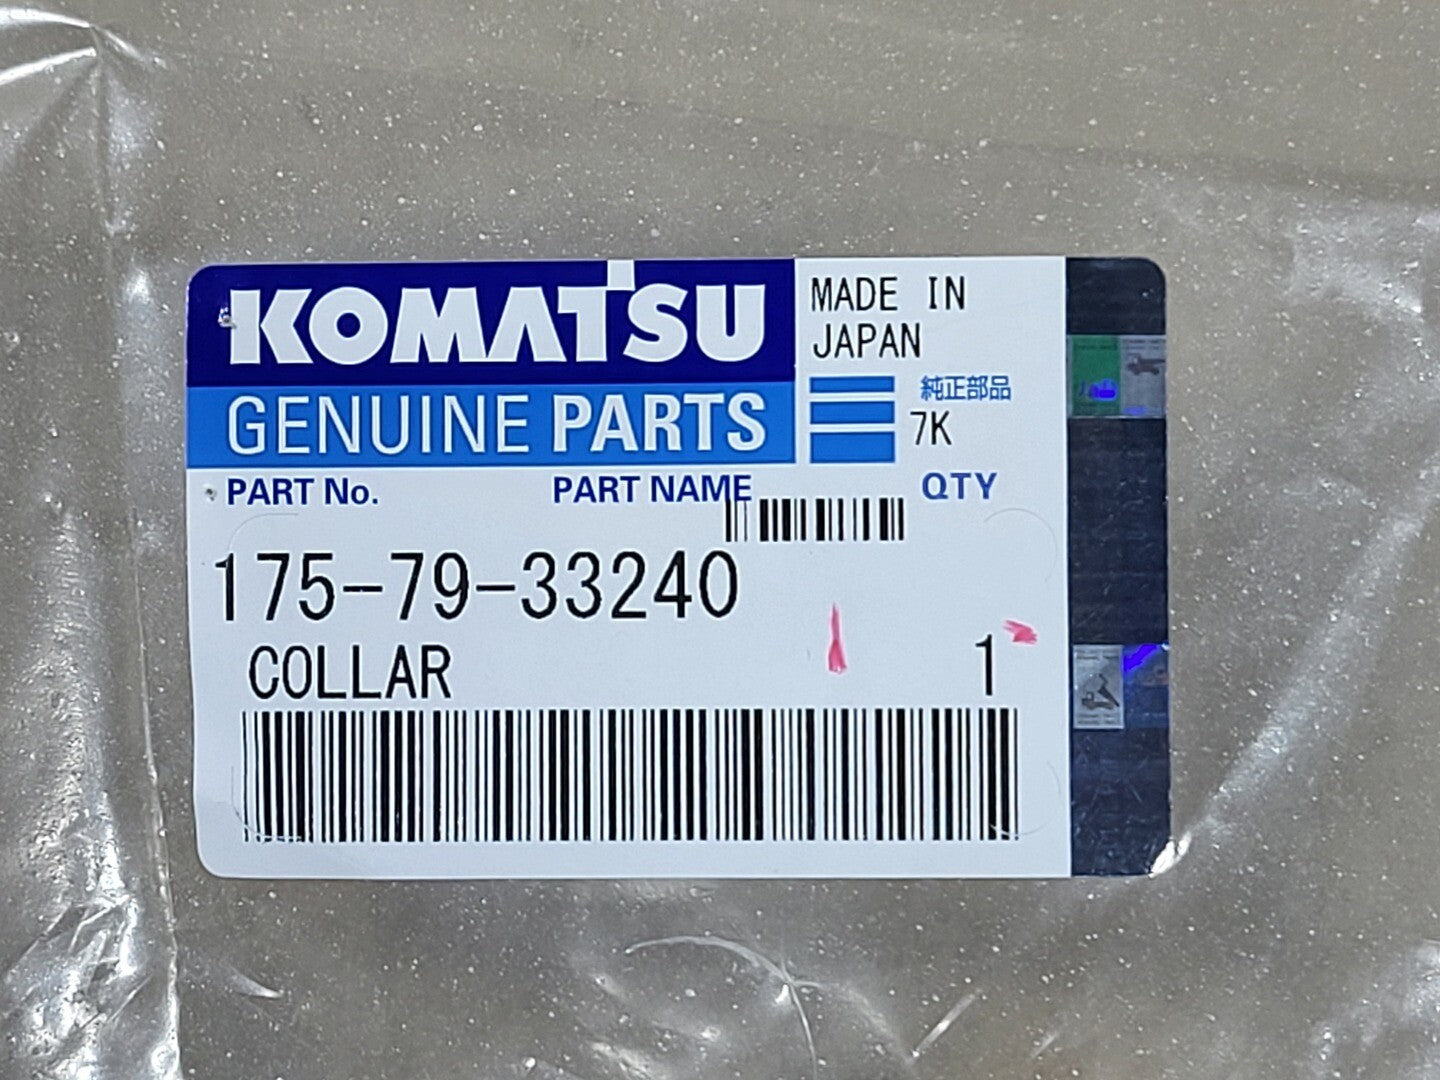 KOMATSU
GENUINE PARTS
MADE IN
JAPAN
純正部品
7K
PART No.
PART NAME
QTY
175-79-33240
COLLAR
1